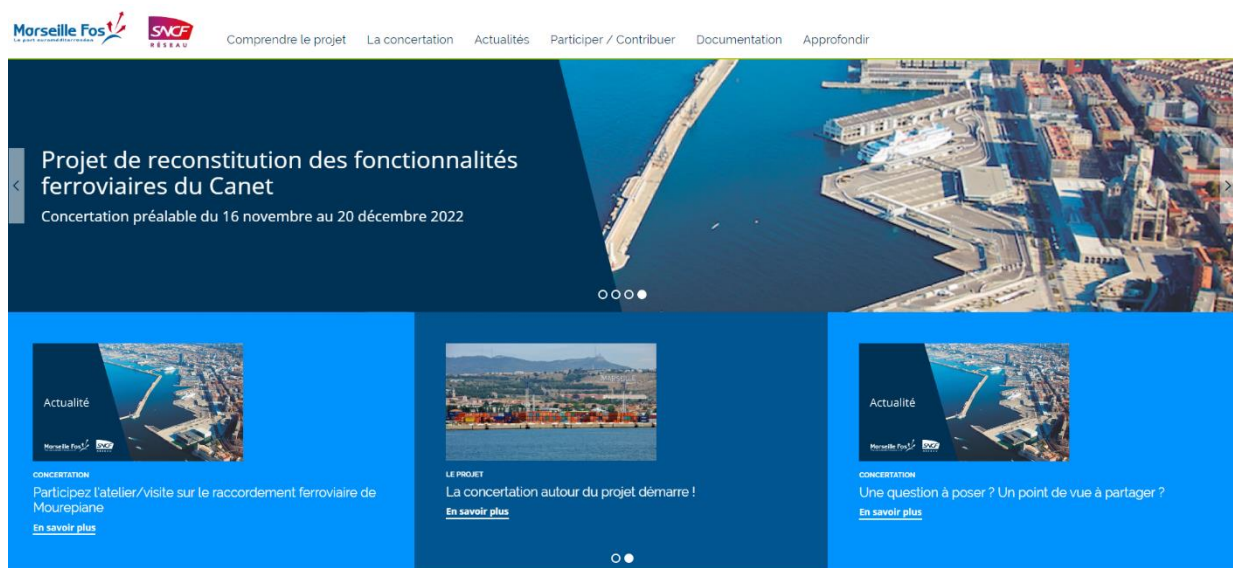 Marseille Fos
Le port euroméditerranéen
SNCF
RÉSEAU
Comprendre le projet
La concertation
Actualités
Participer / Contribuer
Documentation
Approfondir
Projet de reconstitution des fonctionnalités
ferroviaires du Canet
Concertation préalable du 16 novembre au 20 décembre 2022
Actualité
Marseille Fos
SNCF
CONCERTATION
Participez l'atelier/visite sur le raccordement ferroviaire de
Mourepiane
En savoir plus
MARSEILLE
LE PROJET
La concertation autour du projet démarre !
En savoir plus
Actualité
Marseille Fos
SNCF
CONCERTATION
Une question à poser ? Un point de vue à partager ?
En savoir plus